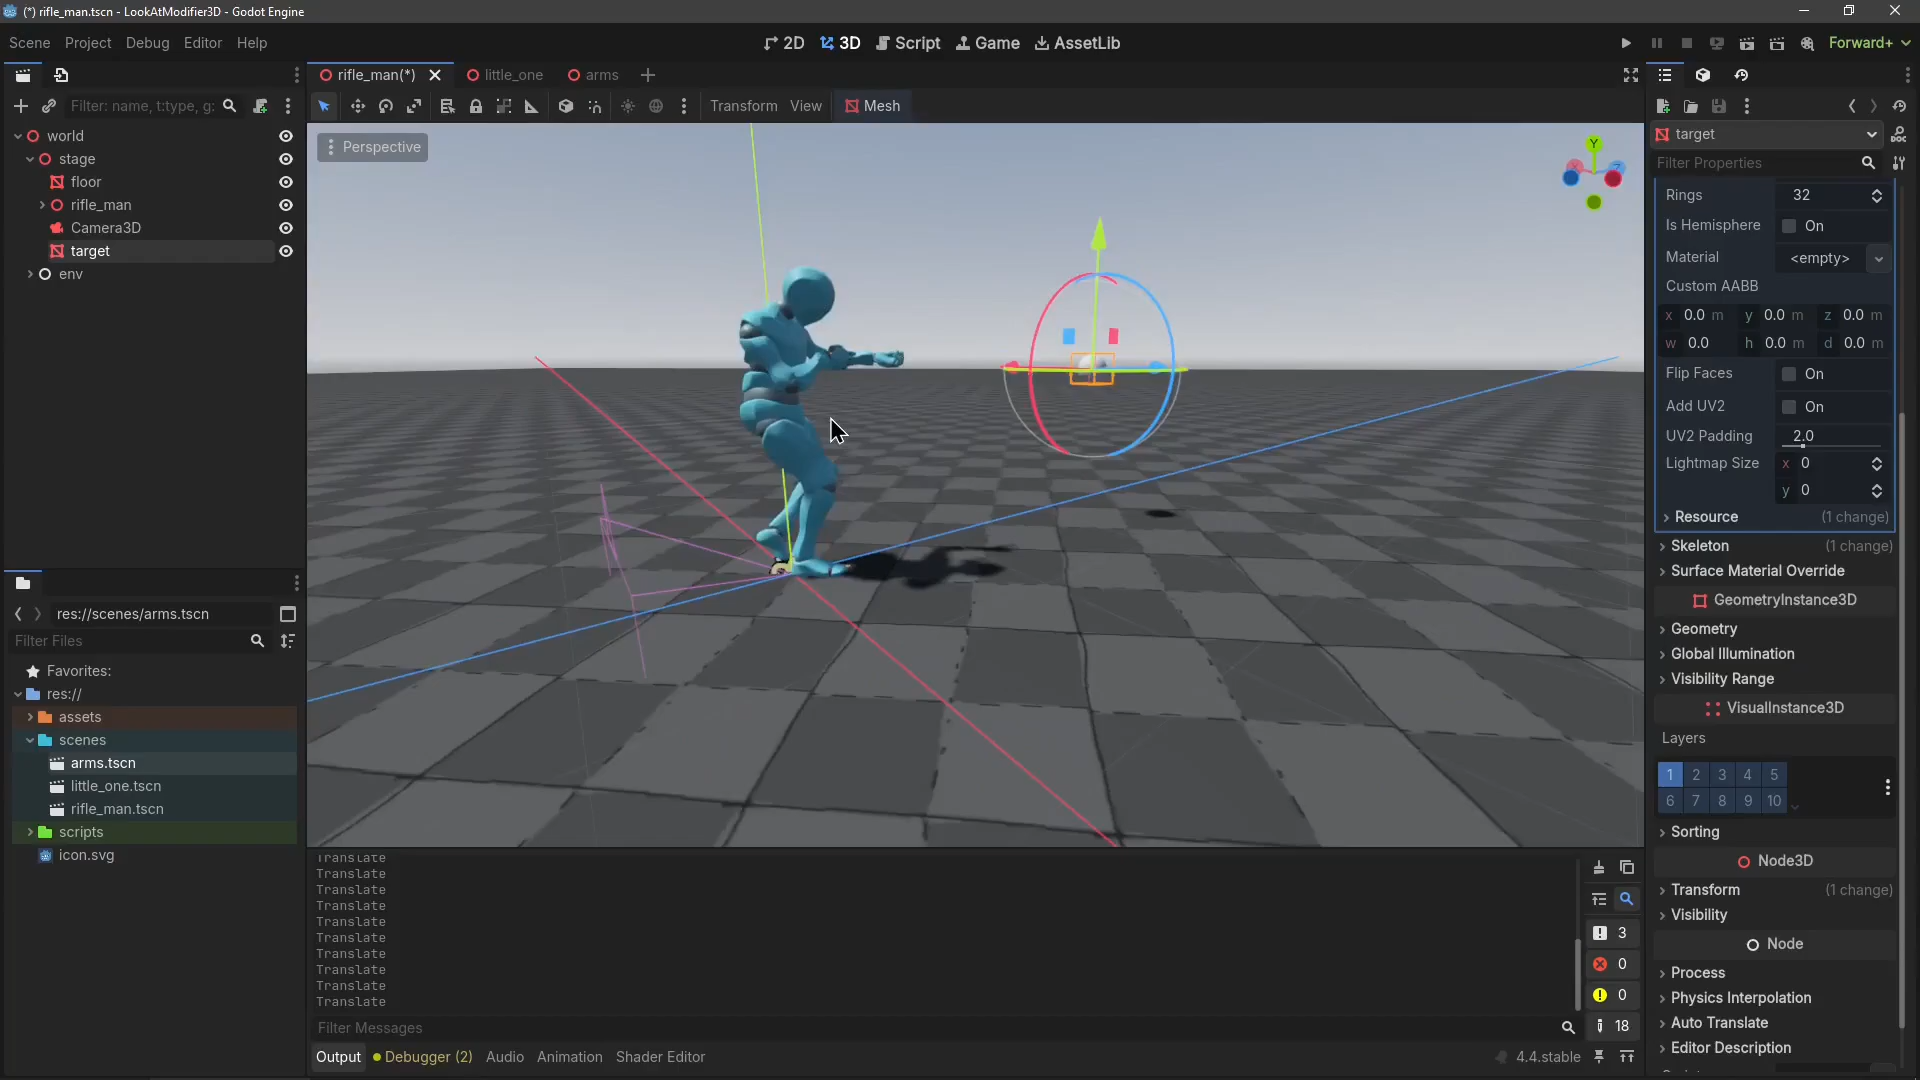 (*) rifle_man.tscn - LookAtModifier3D - Godot Engine
Scene Project Debug Editor Help
2D 3D Script Game AssetLib
Forward+
rifle_man(*) little_one arms
Filter: name, t:type, g:
Transform View Mesh
target
world
stage
floor
rifle_man
Camera3D
target
env
Perspective
Y
Z
Filter Properties
Rings 32
Is Hemisphere On
Material <empty>
Custom AABB
x 0.0 m y 0.0 m z 0.0 m
w 0.0 h 0.0 m d 0.0 m
Flip Faces On
Add UV2 On
UV2 Padding 2.0
Lightmap Size x 0
y 0
Resource (1 change)
Skeleton (1 change)
Surface Material Override
GeometryInstance3D
Geometry
Global Illumination
Visibility Range
VisualInstance3D
Layers
1 2 3 4 5
6 7 8 9 10
Sorting
Node3D
Transform (1 change)
Visibility
Node
Process
Physics Interpolation
Auto Translate
Editor Description
res://scenes/arms.tscn
Filter Files
Favorites:
res://
assets
scenes
arms.tscn
little_one.tscn
rifle_man.tscn
scripts
icon.svg
Translate
Translate
Translate
Translate
Translate
Translate
Translate
Translate
Translate
Translate
3
0
0
18
Filter Messages
Output Debugger (2) Audio Animation Shader Editor
4.4.stable